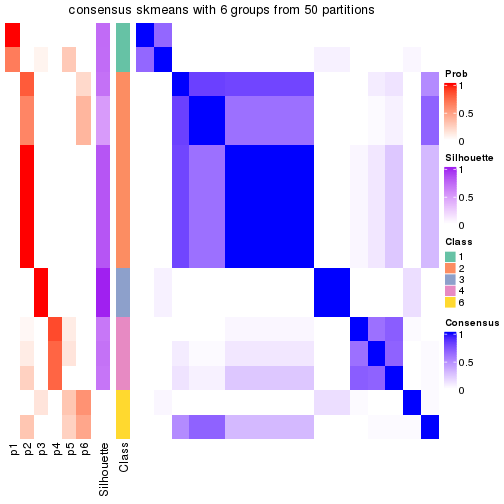 consensus skmeans with 6 groups from 50 partitions
Prob
1
0.5
0
Silhouette
1
0.5
0
Class
1
2
3
4
6
Consensus
1
0.5
0
p1
p2
p3
p4
p5
p6
Silhouette
Class